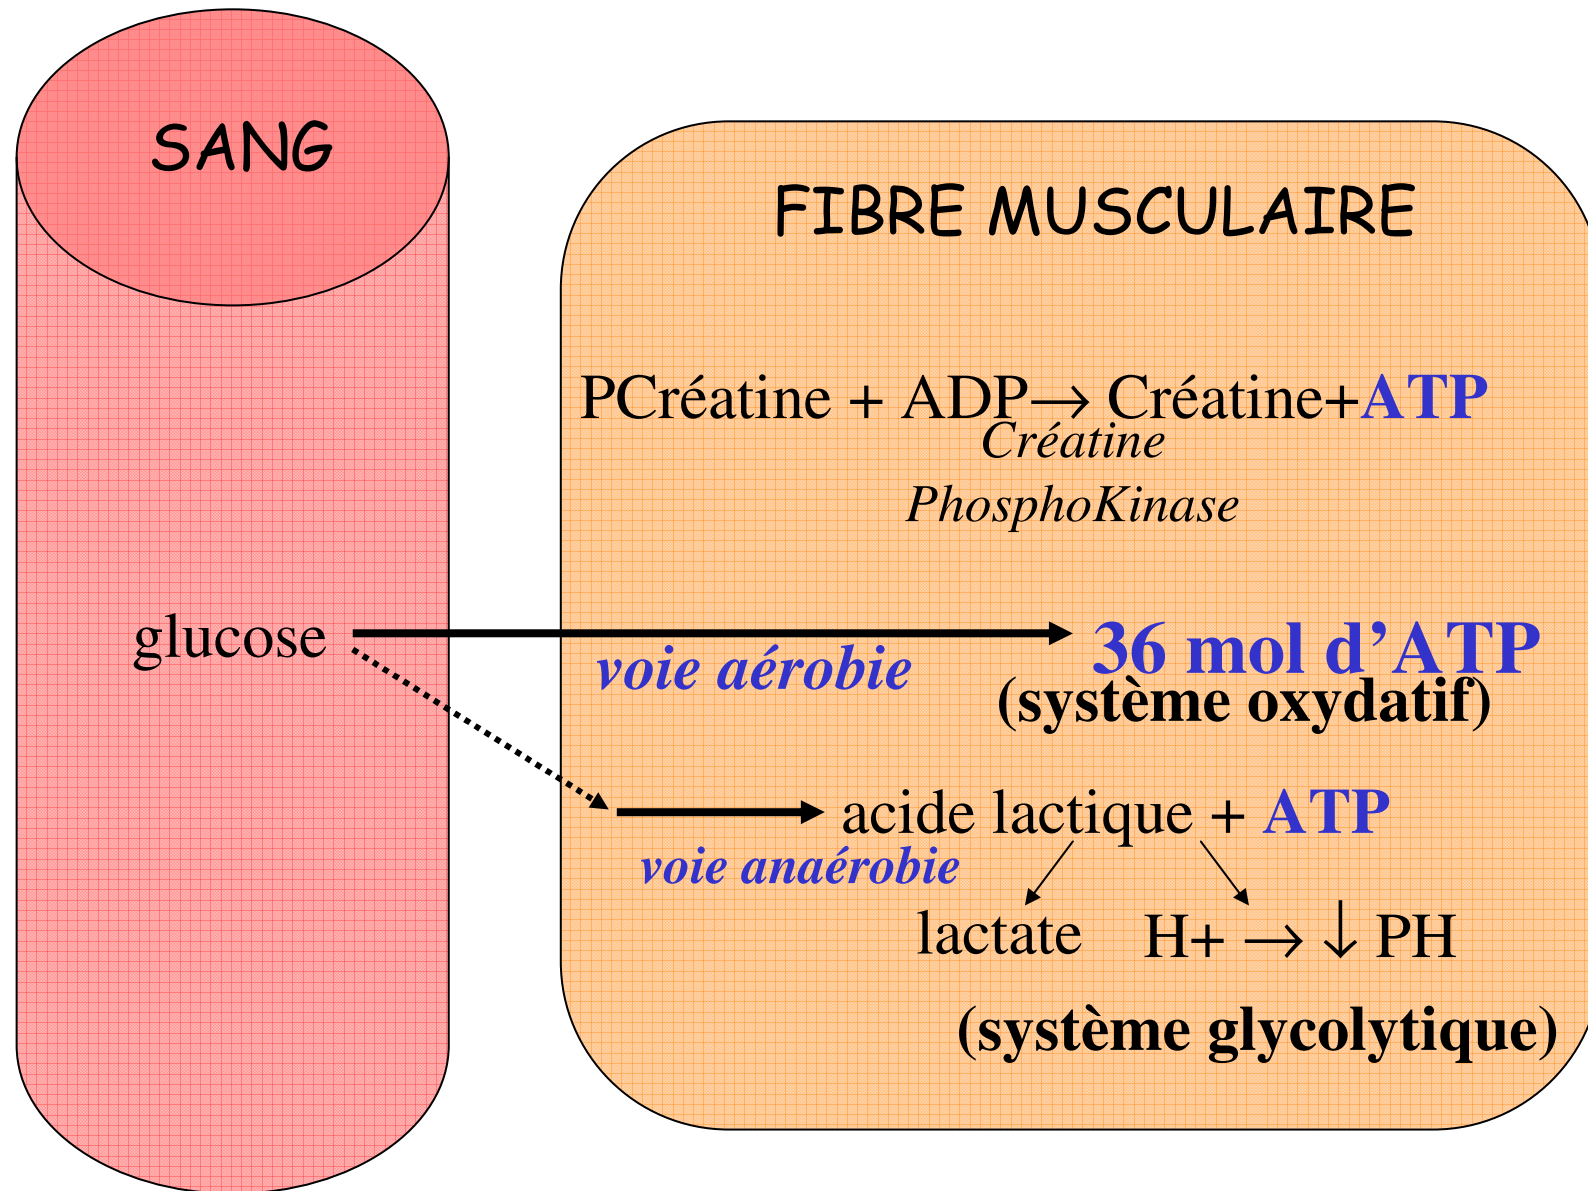 SANG
FIBRE MUSCULAIRE
PCréatine + ADP→ Créatine+ATP
Créatine
PhosphoKinase
glucose
36 mol d’ATP
voie aérobie
(système oxydatif)
acide lactique + ATP
voie anaérobie
lactate H+ → ↓ PH
(système glycolytique)